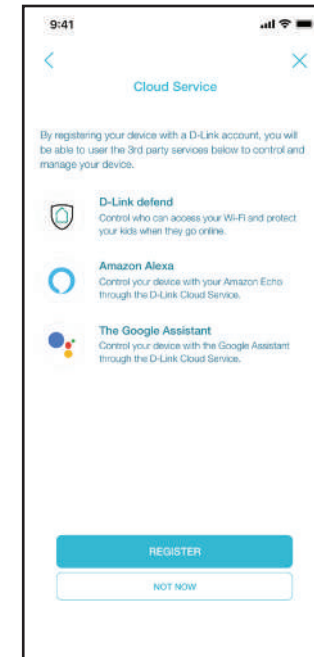 9:41
Cloud Service
By registering your device with a D-Link account, you will
be able to user the 3rd party services below to control and
manage your device.
D-Link defend
Control who can access your Wi-Fi and protect
your kids when they go online.
Amazon Alexa
Control your device with your Amazon Echo
through the D-Link Cloud Service.
The Google Assistant
Control your device with the Google Assistant
through the D-Link Cloud Service.
REGISTER
NOT NOW